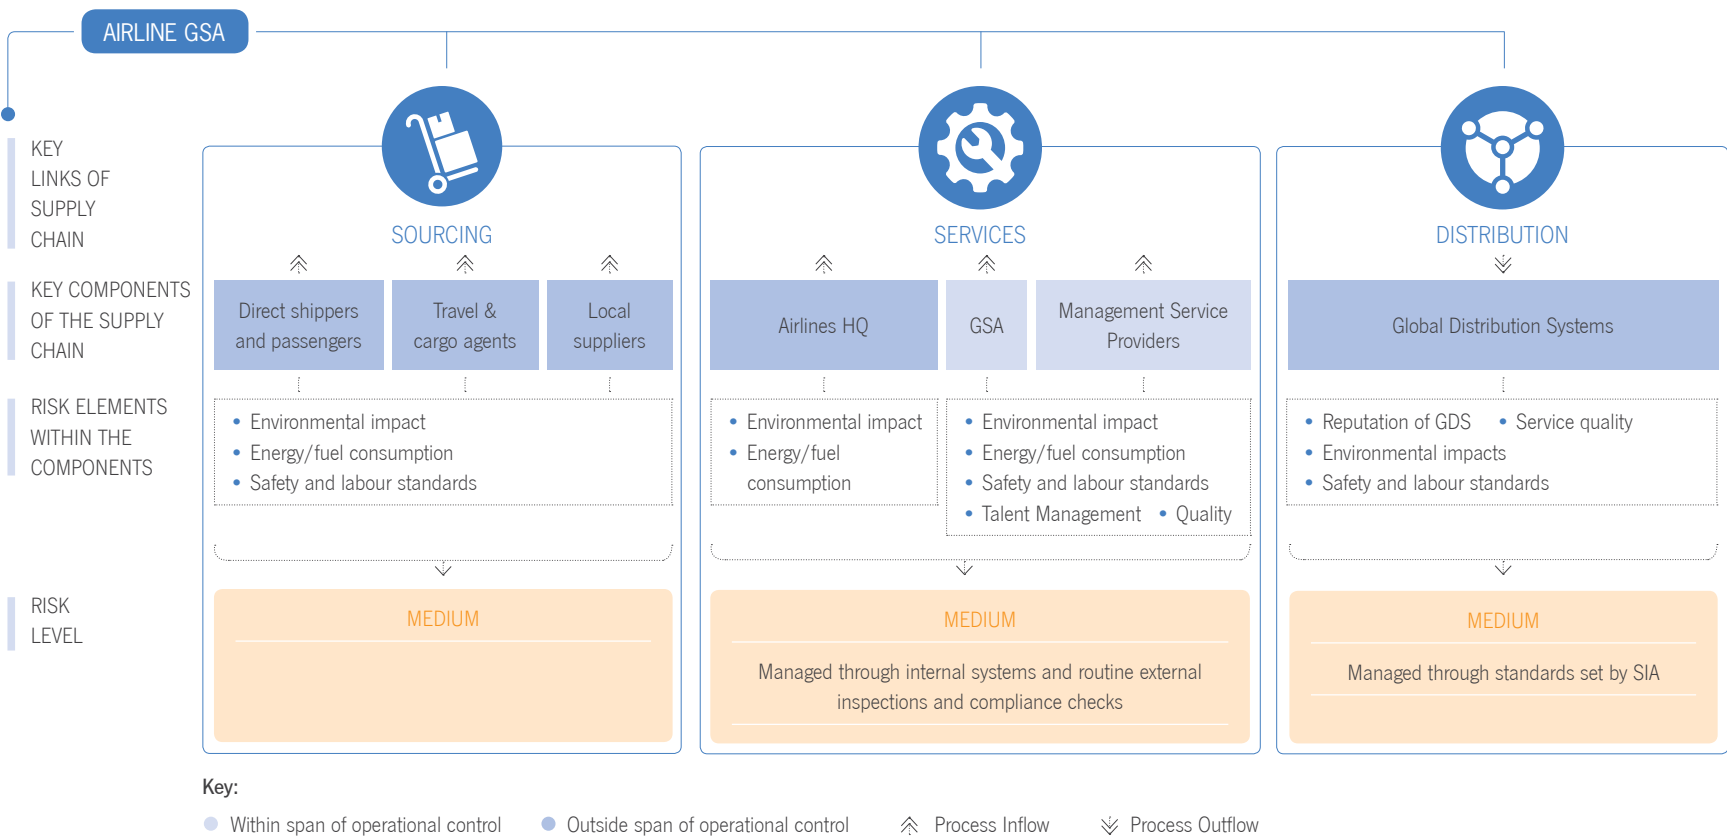 AIRLINE GSA
KEY
LINKS OF
SUPPLY
CHAIN
SOURCING
SERVICES
DISTRIBUTION
KEY COMPONENTS
OF THE SUPPLY
CHAIN
Direct shippers
and passengers
Travel &
cargo agents
Local
suppliers
Airlines HQ
GSA
Management Service
Providers
Global Distribution Systems
RISK ELEMENTS
WITHIN THE
COMPONENTS
• Environmental impact
• Energy/fuel consumption
• Safety and labour standards
• Environmental impact
• Energy/fuel
consumption
• Environmental impact
• Energy/fuel consumption
• Safety and labour standards
• Talent Management • Quality
• Reputation of GDS • Service quality
• Environmental impacts
• Safety and labour standards
RISK
LEVEL
MEDIUM
MEDIUM
Managed through internal systems and routine external
inspections and compliance checks
MEDIUM
Managed through standards set by SIA
Key:
Within span of operational control
Outside span of operational control
Process Inflow
Process Outflow